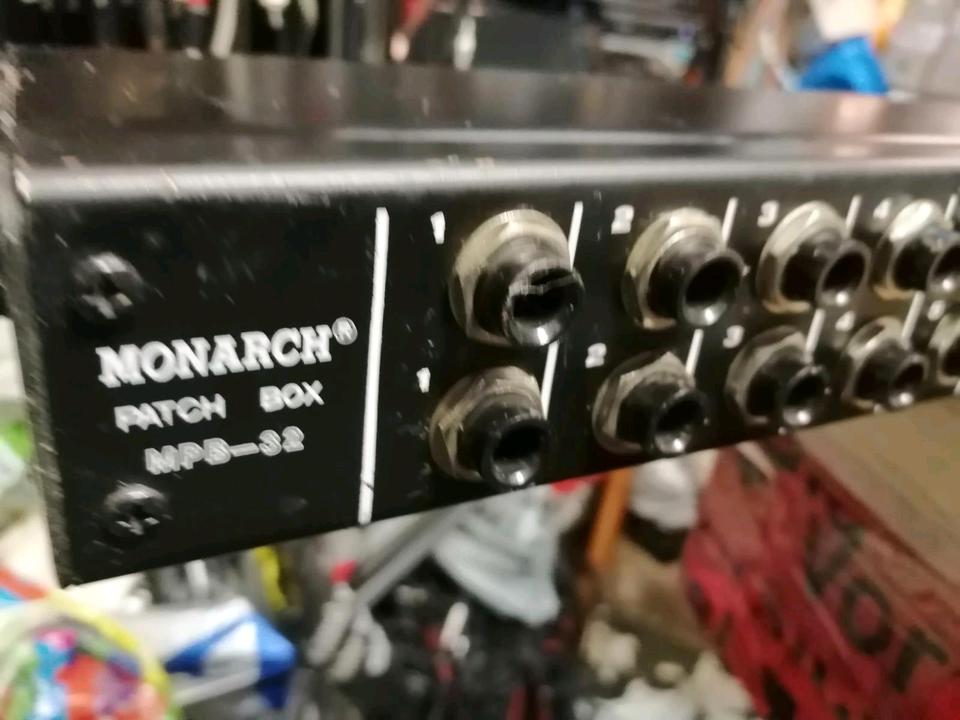 MONARCH®
PATCH BOX
MPB-32
1 2 3 4
1 2 3 4